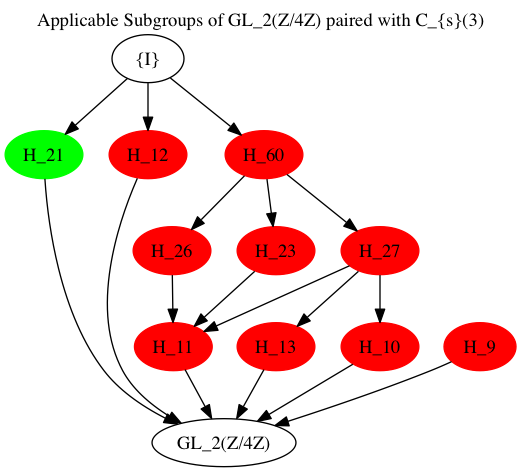 Applicable Subgroups of GL_2(Z/4Z) paired with C_{s}(3)
{I}
H_21
H_12
H_60
H_26
H_23
H_27
H_11
H_13
H_10
H_9
GL_2(Z/4Z)